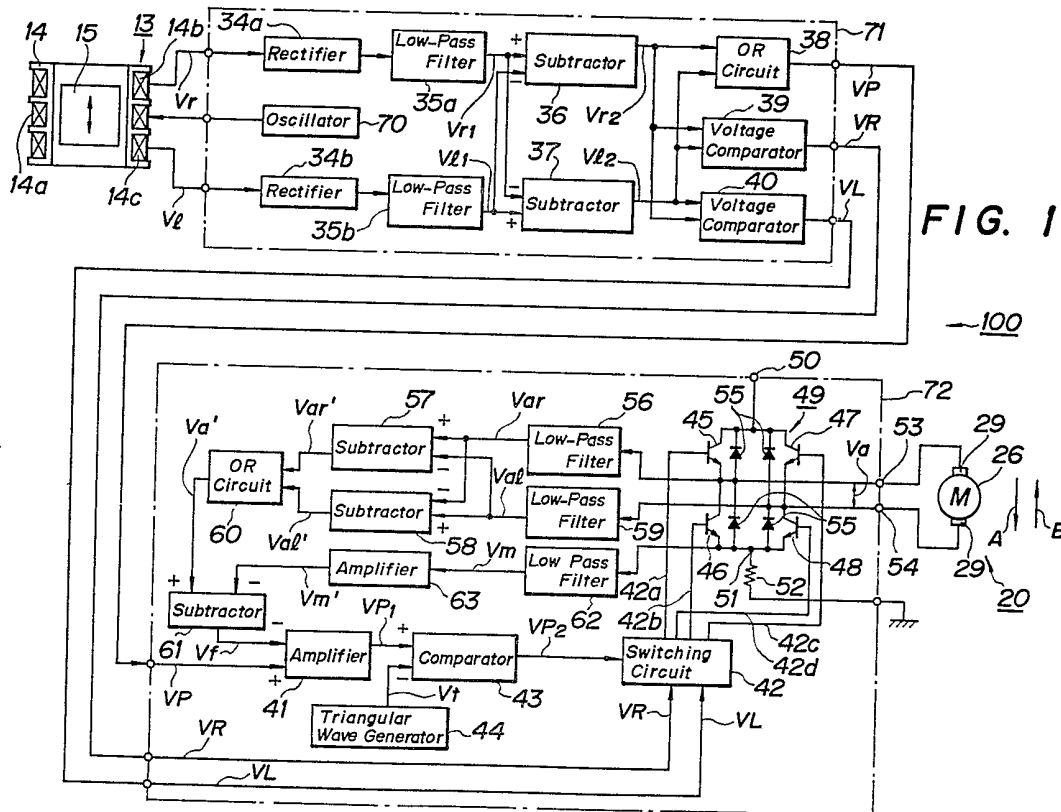 14
15
13
14b
14a
14c
Vr
Vl
34a
Rectifier
Low-Pass
Filter
35a
+
-
Subtractor
36
Vr1
Vr2
OR
Circuit
38
71
VP
Oscillator
70
34b
Rectifier
Low-Pass
Filter
35b
Vl1
37
-
+
Subtractor
Vl2
39
Voltage
Comparator
VR
40
Voltage
Comparator
VL
FIG. 1
100
50
72
57
Subtractor
Var'
Va'
+
-
Var
56
Low-Pass
Filter
55
45
49
47
Va
53
29
26
M
29
54
A
B
20
OR
Circuit
60
Val'
Subtractor
58
-
+
Val
Low-Pass
Filter
59
55
46
48
51
52
Amplifier
63
Vm'
Vm
Low Pass
Filter
62
42a
42b
42c
42d
+
-
Subtractor
61
Vf
-
+
Amplifier
41
VP1
+
-
Comparator
43
VP2
Switching
Circuit
42
VP
Vt
Triangular
Wave Generator
44
VR
VL
VR
VL